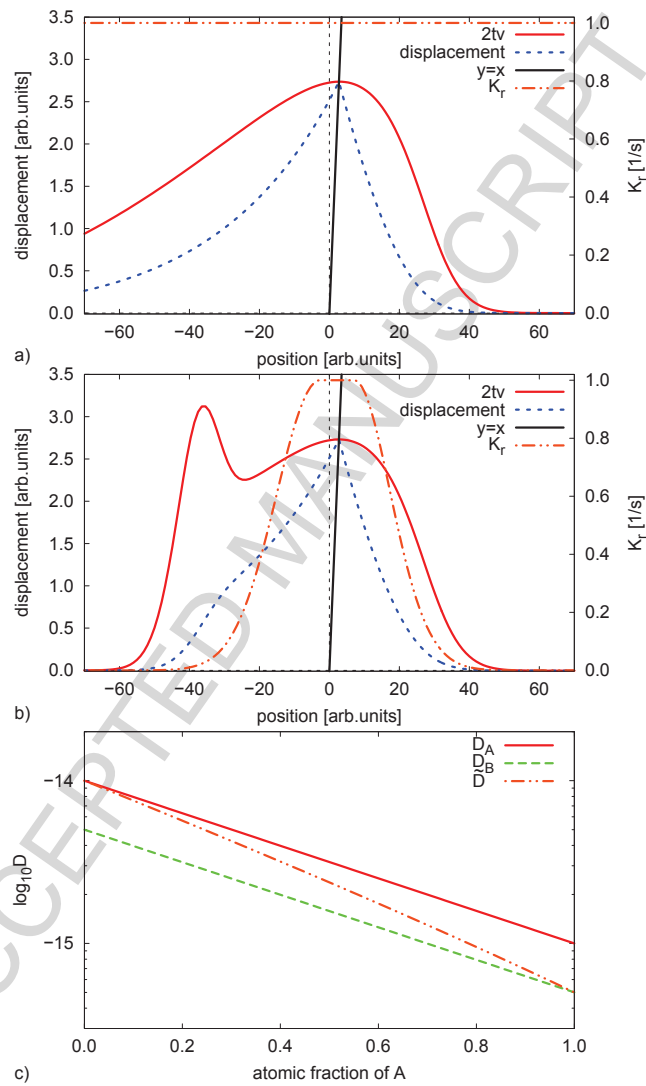 3.5
3.0
2.5
2.0
1.5
1.0
0.5
0.0
displacement [arb.units]
1.0
0.8
0.6
0.4
0.2
0.0
K_r [1/s]
2tv
displacement
y=x
K_r
−60
−40
−20
0
20
40
60
position [arb.units]
a)
3.5
3.0
2.5
2.0
1.5
1.0
0.5
0.0
displacement [arb.units]
1.0
0.8
0.6
0.4
0.2
0.0
K_r [1/s]
2tv
displacement
y=x
K_r
−60
−40
−20
0
20
40
60
position [arb.units]
b)
D_A
D_B
D̃
−14
−15
log₁₀D
0.0
0.2
0.4
0.6
0.8
1.0
atomic fraction of A
c)
ACCEPTED MANUSCRIPT